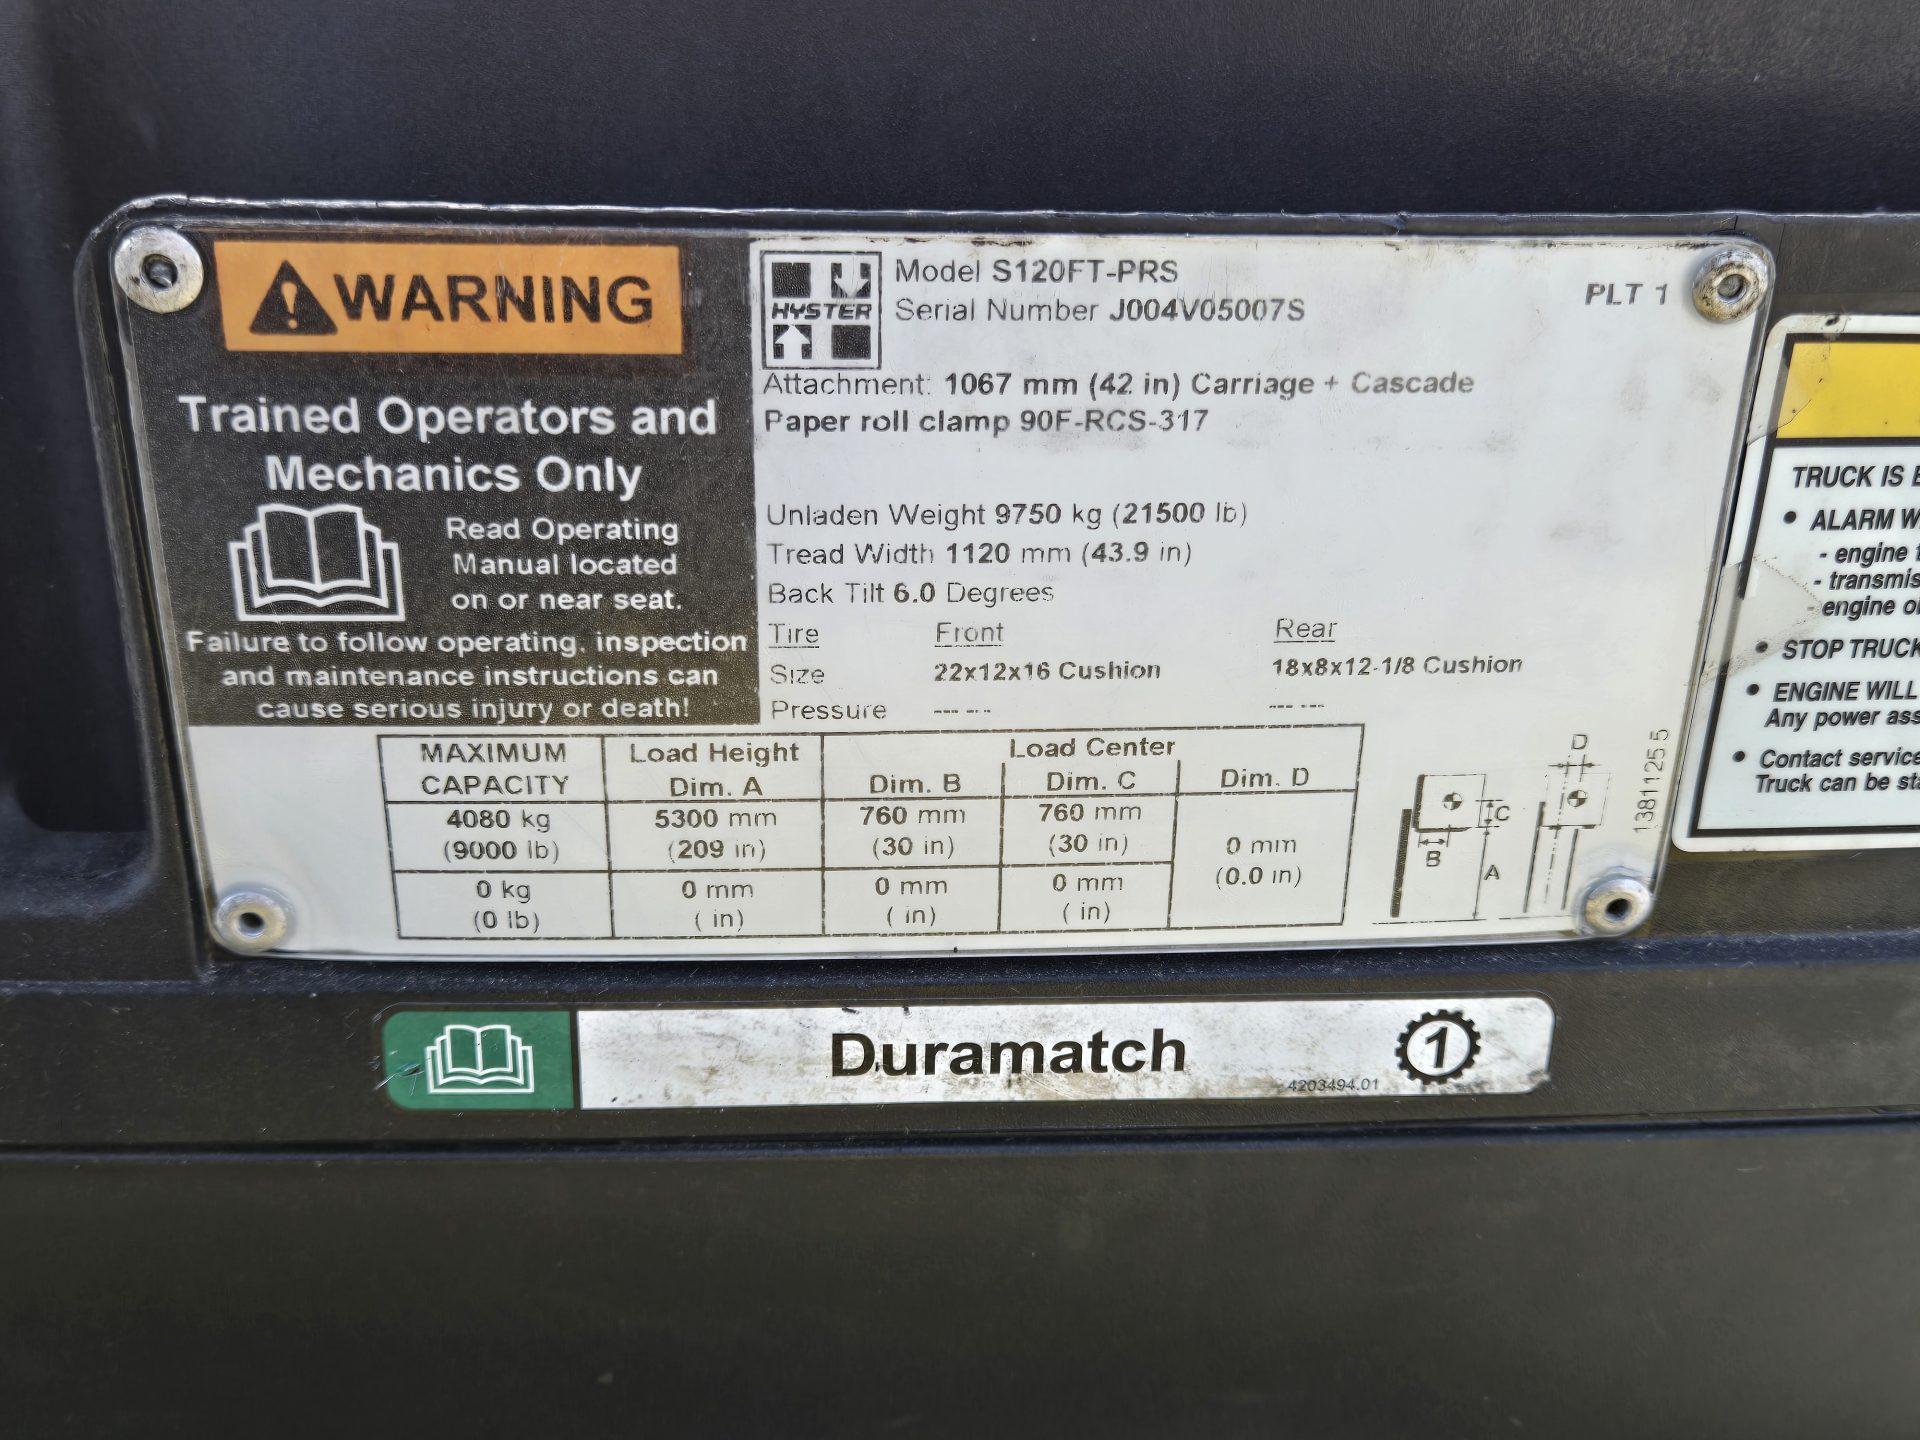 WARNING
Trained Operators and
Mechanics Only
Read Operating
Manual located
on or near seat.
Failure to follow operating, inspection
and maintenance instructions can
cause serious injury or death!
HYSTER
Model S120FT-PRS
Serial Number J004V05007S
PLT 1
Attachment: 1067 mm (42 in) Carriage + Cascade
Paper roll clamp 90F-RCS-317
Unladen Weight 9750 kg (21500 lb)
Tread Width 1120 mm (43.9 in)
Back Tilt 6.0 Degrees
Tire Front Rear
Size 22x12x16 Cushion 18x8x12-1/8 Cushion
Pressure --- --- --- ---
MAXIMUM Load Height Load Center
CAPACITY Dim. A Dim. B Dim. C Dim. D
4080 kg 5300 mm 760 mm 760 mm
(9000 lb) (209 in) (30 in) (30 in)
0 mm
(0.0 in)
0 kg 0 mm 0 mm 0 mm
(0 lb) ( in) ( in) ( in)
D
C
B
A
13811255
TRUCK IS
• ALARM
- engine
-
- engine
• STOP TRUCK
• ENGINE WILL
Any power
• Contact service
Truck can be
Duramatch
4203494.01
1